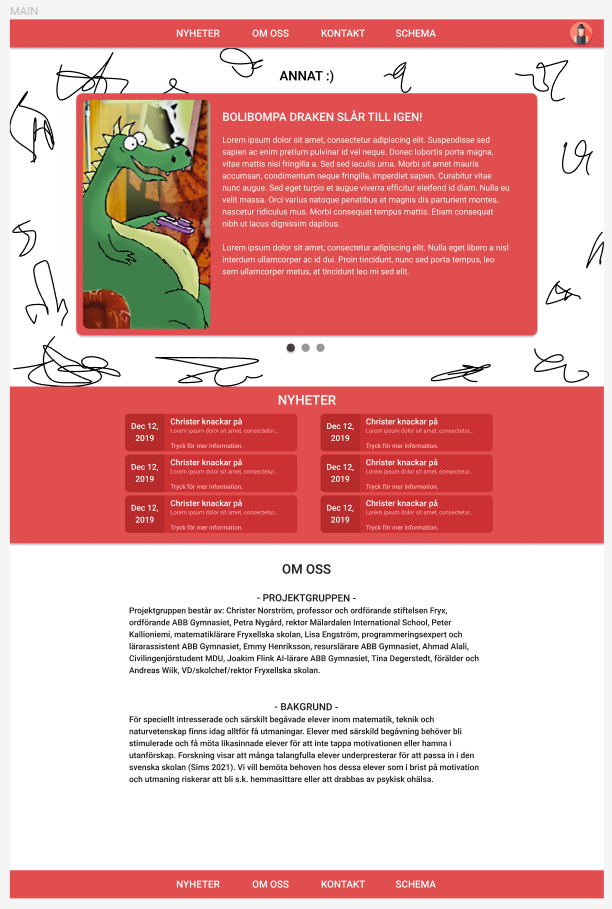 MAIN
NYHETER OM OSS KONTAKT SCHEMA
ANNAT :)
BOLIBOMPA DRAKEN SLÅR TILL IGEN!
Lorem ipsum dolor sit amet, consectetur adipiscing elit. Suspendisse sed
sapien ac enim pretium pulvinar id vel neque. Donec lobortis porta magna,
vitae mattis nisi fringilla a. Sed sed iaculis urna. Morbi sit amet mauris
accumsan, condimentum neque fringilla, imperdiet sapien. Curabitur vitae
nunc augue. Sed eget turpis et augue viverra efficitur eleifend id diam. Nulla eu
velit massa. Orci varius natoque penatibus et magnis dis parturient montes,
nascetur ridiculus mus. Morbi consequat tempus mattis. Etiam consequat
nibh ut lacus dignissim dapibus.
Lorem ipsum dolor sit amet, consectetur adipiscing elit. Nulla eget libero a nisl
interdum ullamcorper ac id dui. Proin tincidunt, nunc sed porta tempus, leo
sem ullamcorper metus, at tincidunt leo mi sed elit.
NYHETER
Dec 12,
2019
Christer knackar på
Lorem ipsum dolor sit amet, consectetur...
Tryck för mer information.
Dec 12,
2019
Christer knackar på
Lorem ipsum dolor sit amet, consectetur...
Tryck för mer information.
Dec 12,
2019
Christer knackar på
Lorem ipsum dolor sit amet, consectetur...
Tryck för mer information.
Dec 12,
2019
Christer knackar på
Lorem ipsum dolor sit amet, consectetur...
Tryck för mer information.
Dec 12,
2019
Christer knackar på
Lorem ipsum dolor sit amet, consectetur...
Tryck för mer information.
Dec 12,
2019
Christer knackar på
Lorem ipsum dolor sit amet, consectetur...
Tryck för mer information.
OM OSS
- PROJEKTGRUPPEN -
Projektgruppen består av: Christer Norström, professor och ordförande stiftelsen Fryx,
ordförande ABB Gymnasiet, Petra Nygård, rektor Mälardalen International School, Peter
Kallioniemi, matematiklärare Fryxellska skolan, Lisa Engström, programmeringsexpert och
lärarassistent ABB Gymnasiet, Emmy Henriksson, resurslärare ABB Gymnasiet, Ahmad Alali,
Civilingenjörstudent MDU, Joakim Flink AI-lärare ABB Gymnasiet, Tina Degerstedt, förälder och
Andreas Wiik, VD/skolchef/rektor Fryxellska skolan.
- BAKGRUND -
För speciellt intresserade och särskilt begåvade elever inom matematik, teknik och
naturvetenskap finns idag alltför få utmaningar. Elever med särskild begåvning behöver bli
stimulerade och få möta likasinnade elever för att inte tappa motivationen eller hamna i
utanförskap. Forskning visar att många talangfulla elever underpresterar för att passa in i den
svenska skolan (Sims 2021). Vi vill bemöta behoven hos dessa elever som i brist på motivation
och utmaning riskerar att bli s.k. hemmasittare eller att drabbas av psykisk ohälsa.
NYHETER OM OSS KONTAKT SCHEMA